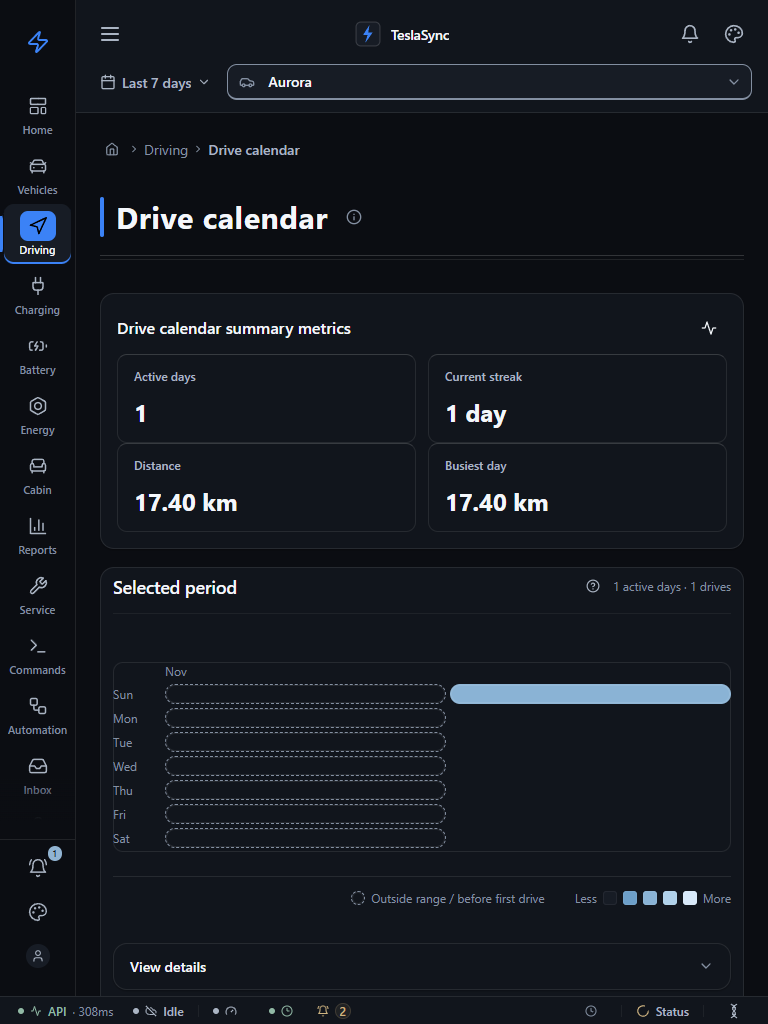 TeslaSync
Last 7 days
Aurora
Home
Vehicles
Driving
Charging
Battery
Energy
Cabin
Reports
Service
Commands
Automation
Inbox
1
Driving
Drive calendar
Drive calendar
Drive calendar summary metrics
Active days
1
Current streak
1 day
Distance
17.40 km
Busiest day
17.40 km
Selected period
1 active days · 1 drives
Nov
Sun
Mon
Tue
Wed
Thu
Fri
Sat
Outside range / before first drive
Less
More
View details
API · 308ms
Idle
2
Status